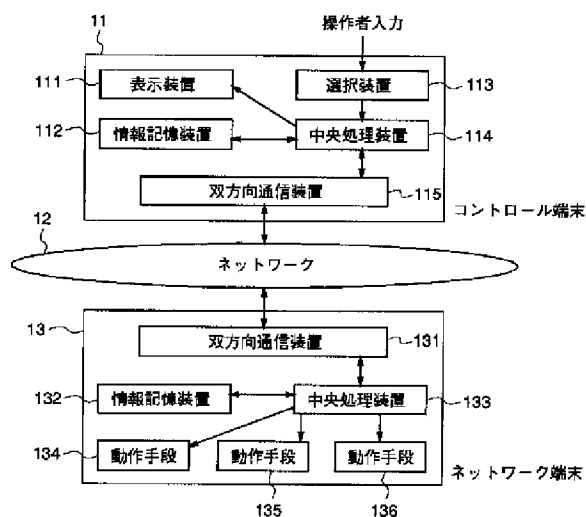 操作者入力
11
111
表示装置
選択装置
113
112
情報記憶装置
中央処理装置
114
双方向通信装置
115
コントロール端末
12
ネットワーク
13
双方向通信装置
131
132
情報記憶装置
中央処理装置
133
134
動作手段
動作手段
動作手段
ネットワーク端末
135
136